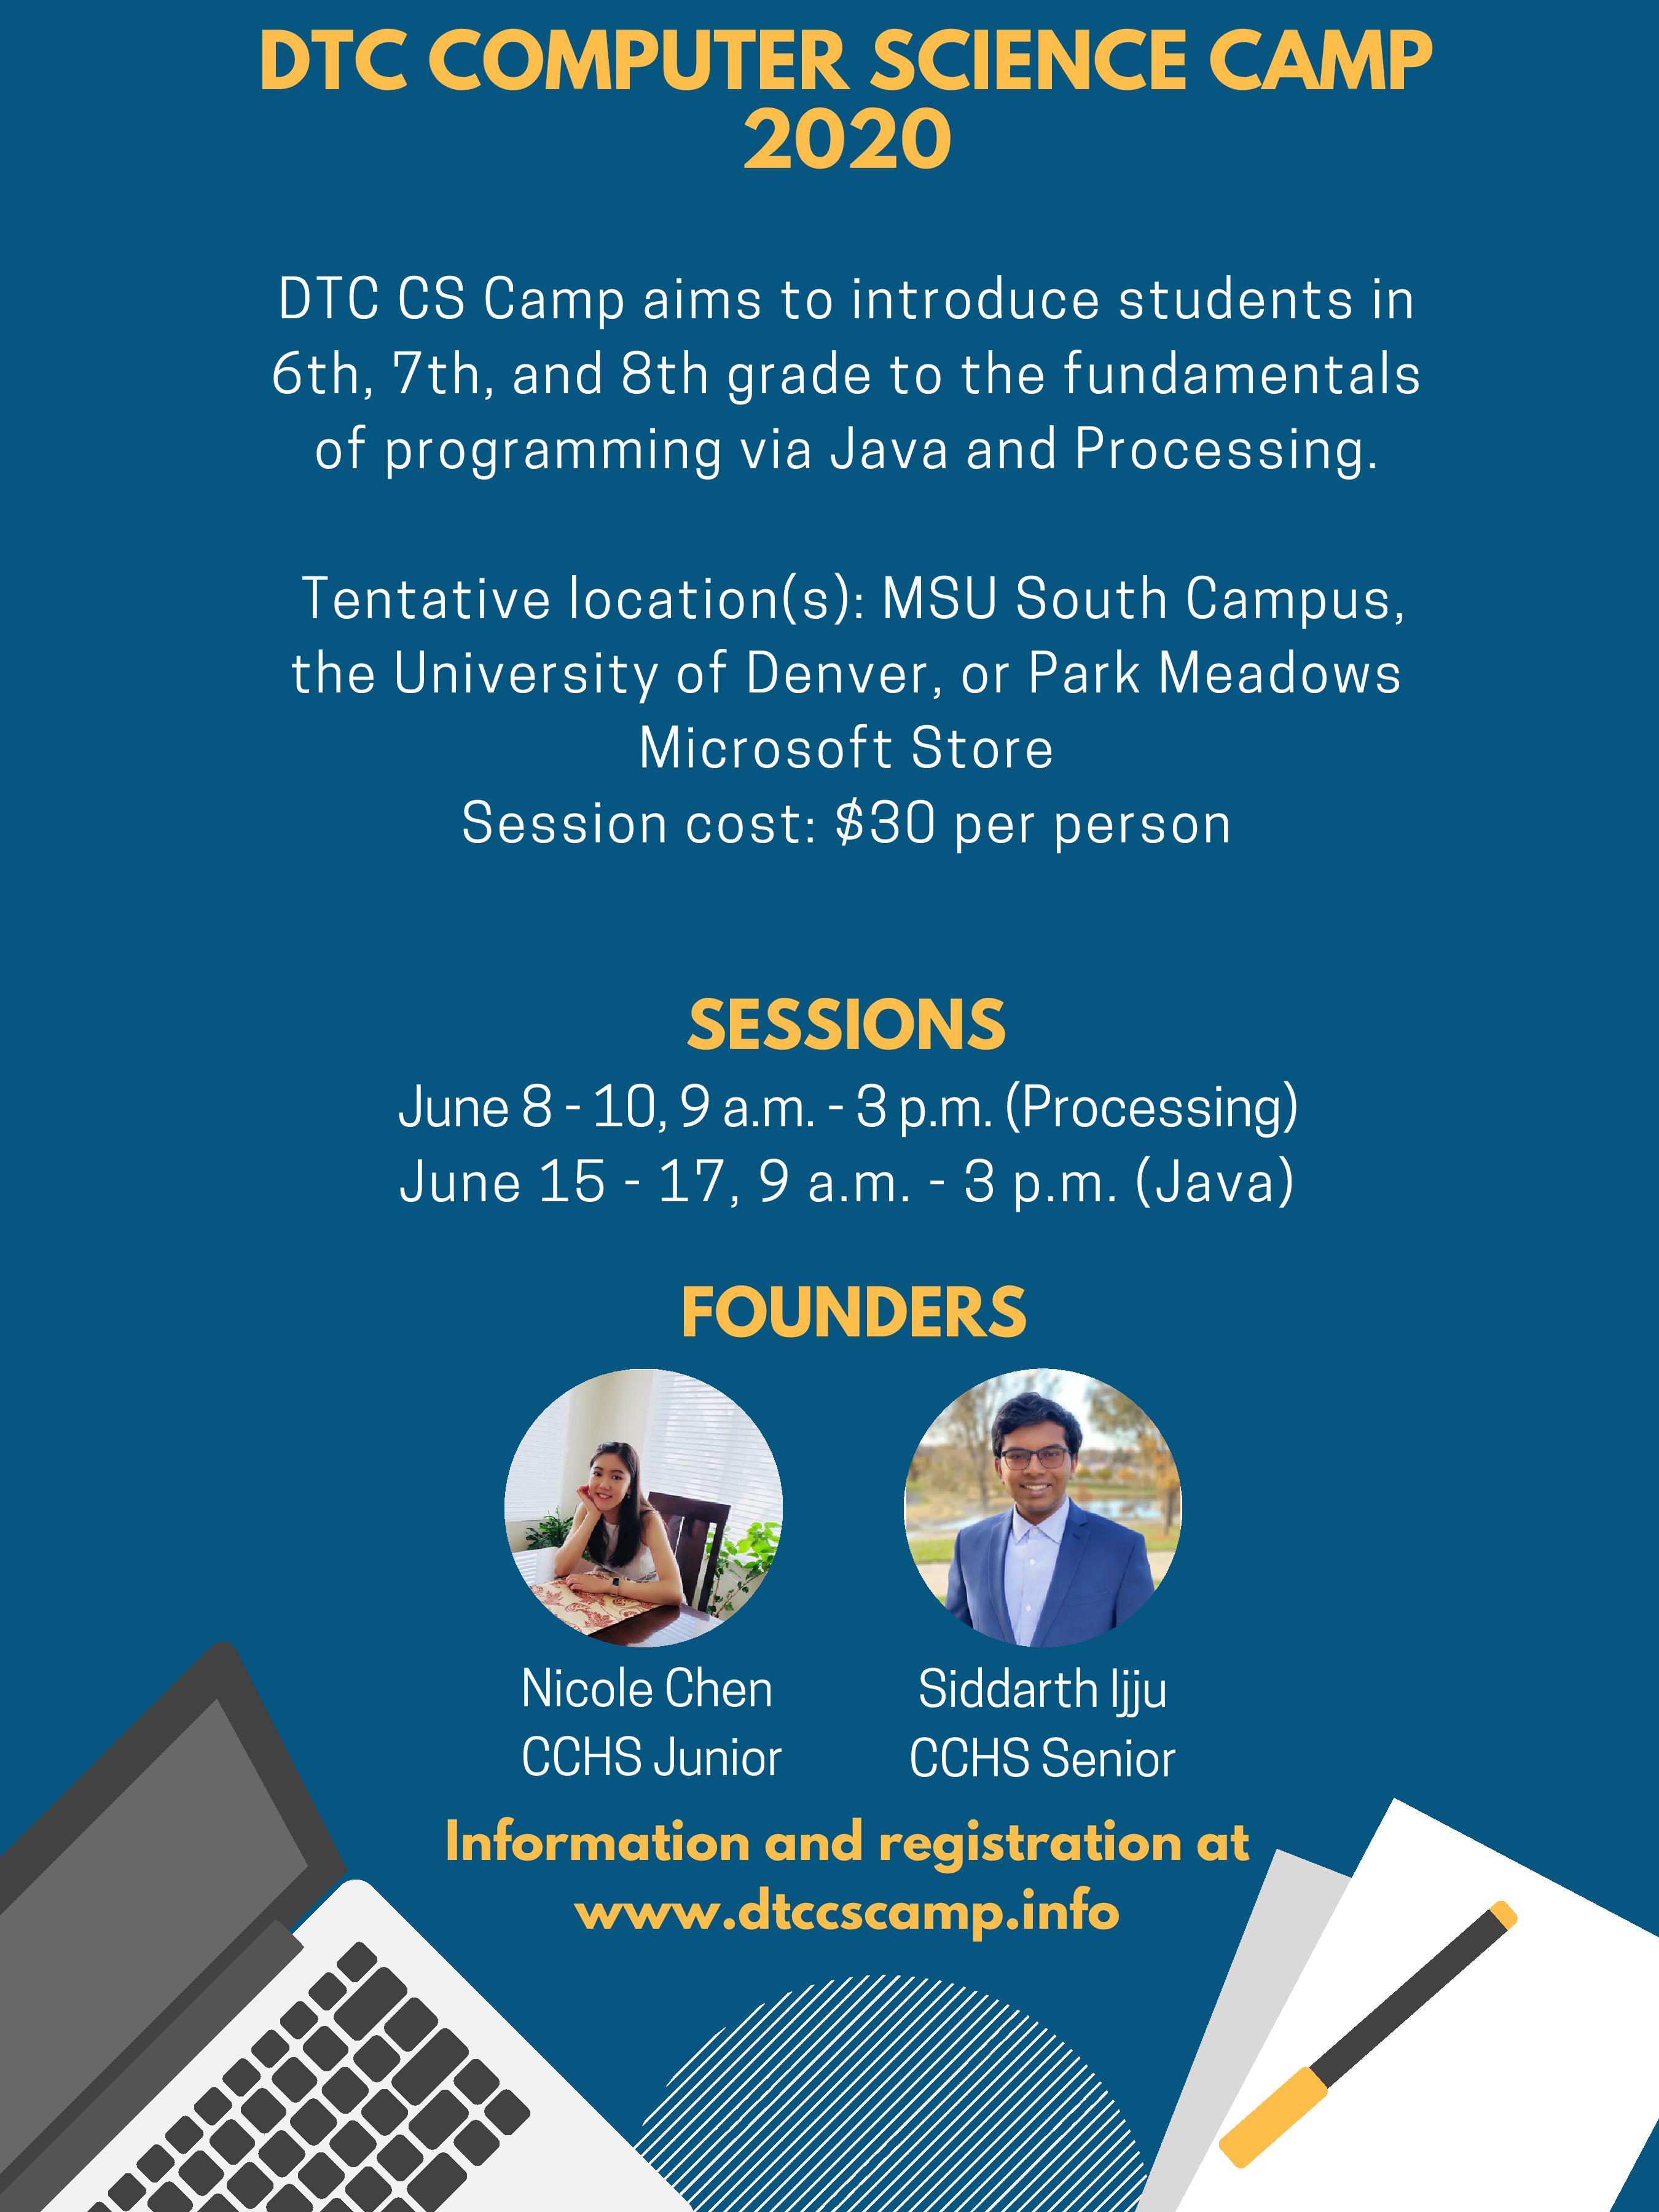 DTC COMPUTER SCIENCE CAMP
2020
DTC CS Camp aims to introduce students in
6th, 7th, and 8th grade to the fundamentals
of programming via Java and Processing.
Tentative location(s): MSU South Campus,
the University of Denver, or Park Meadows
Microsoft Store
Session cost: $30 per person
SESSIONS
June 8 - 10, 9 a.m. - 3 p.m. (Processing)
June 15 - 17, 9 a.m. - 3 p.m. (Java)
FOUNDERS
Nicole Chen
CCHS Junior
Siddarth Ijju
CCHS Senior
Information and registration at
www.dtccscamp.info